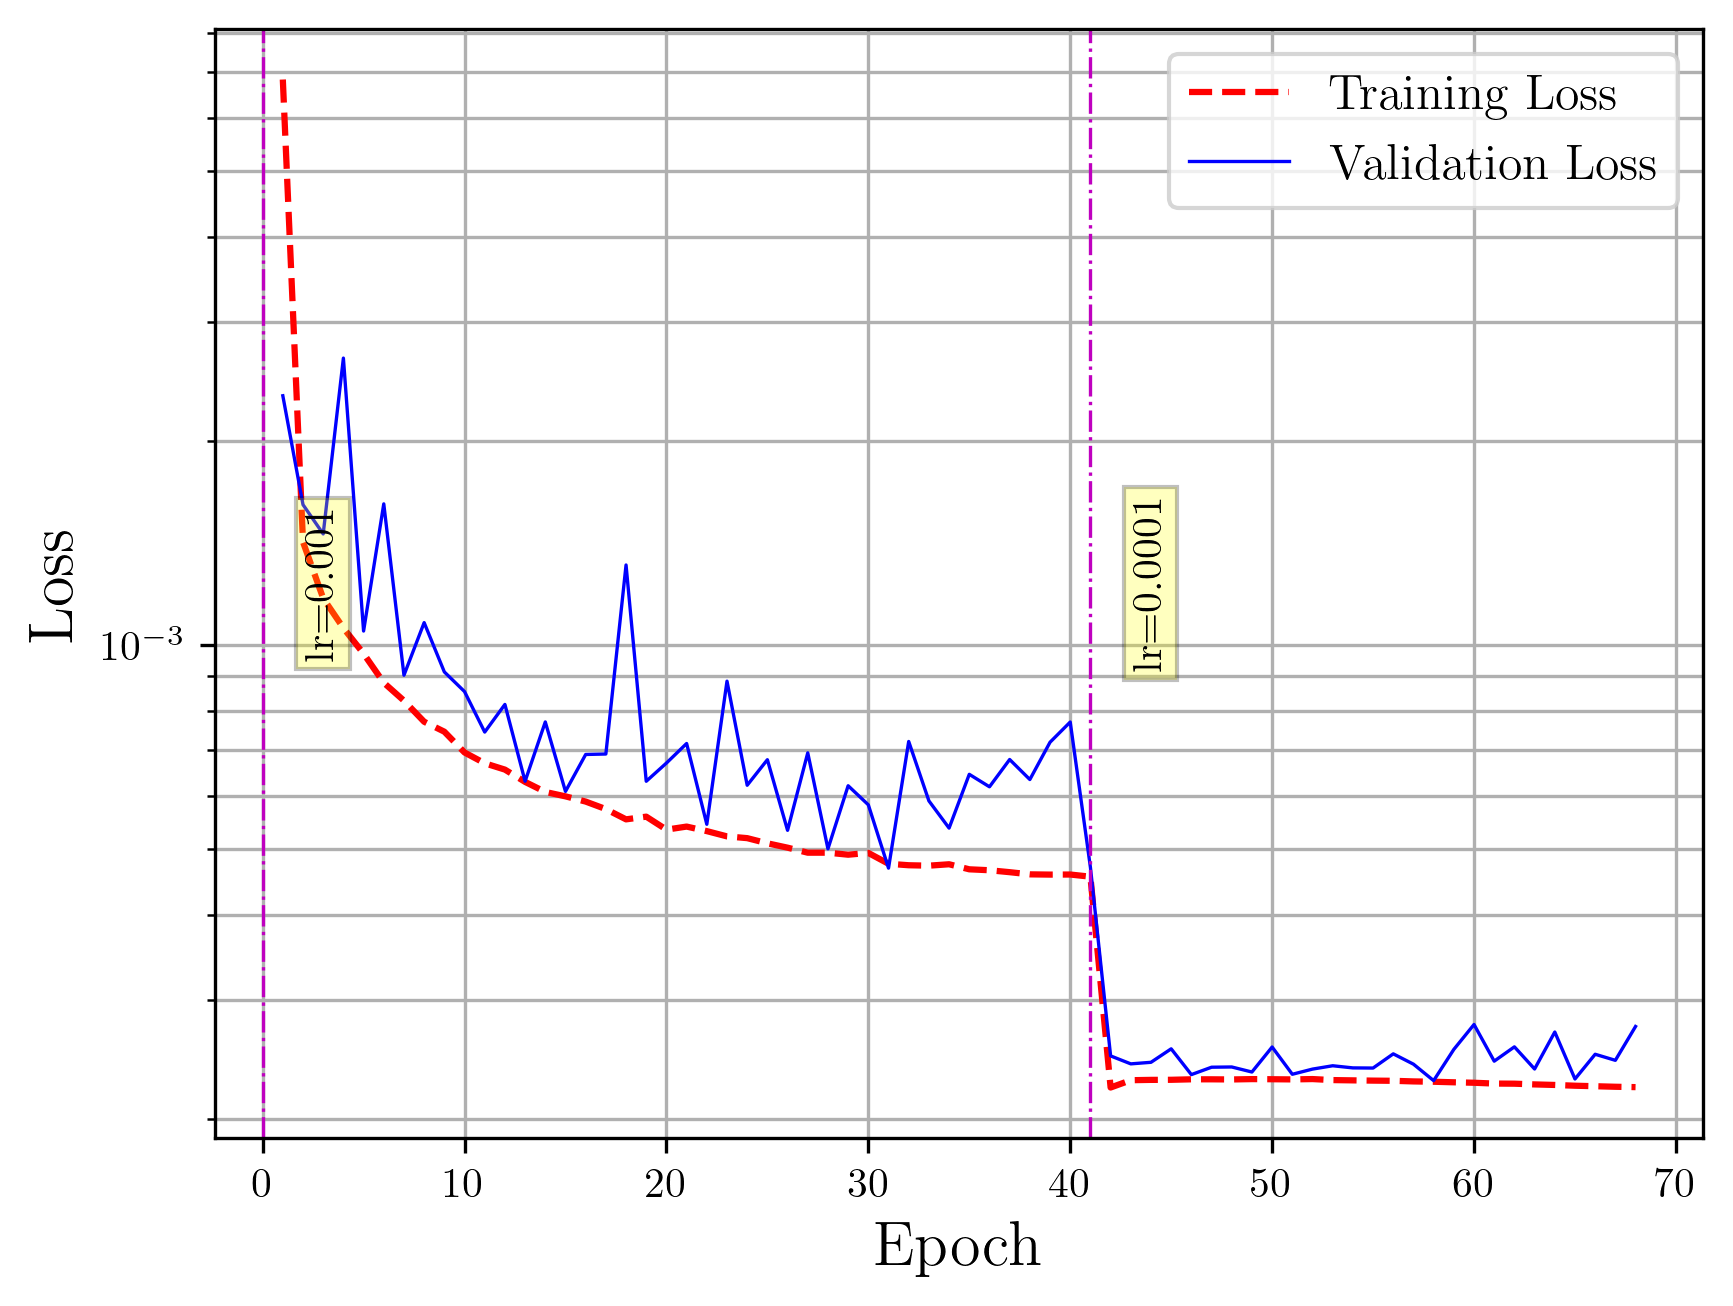 Training Loss
Validation Loss
lr=0.001
lr=0.0001
Loss
10⁻³
0 10 20 30 40 50 60 70
Epoch